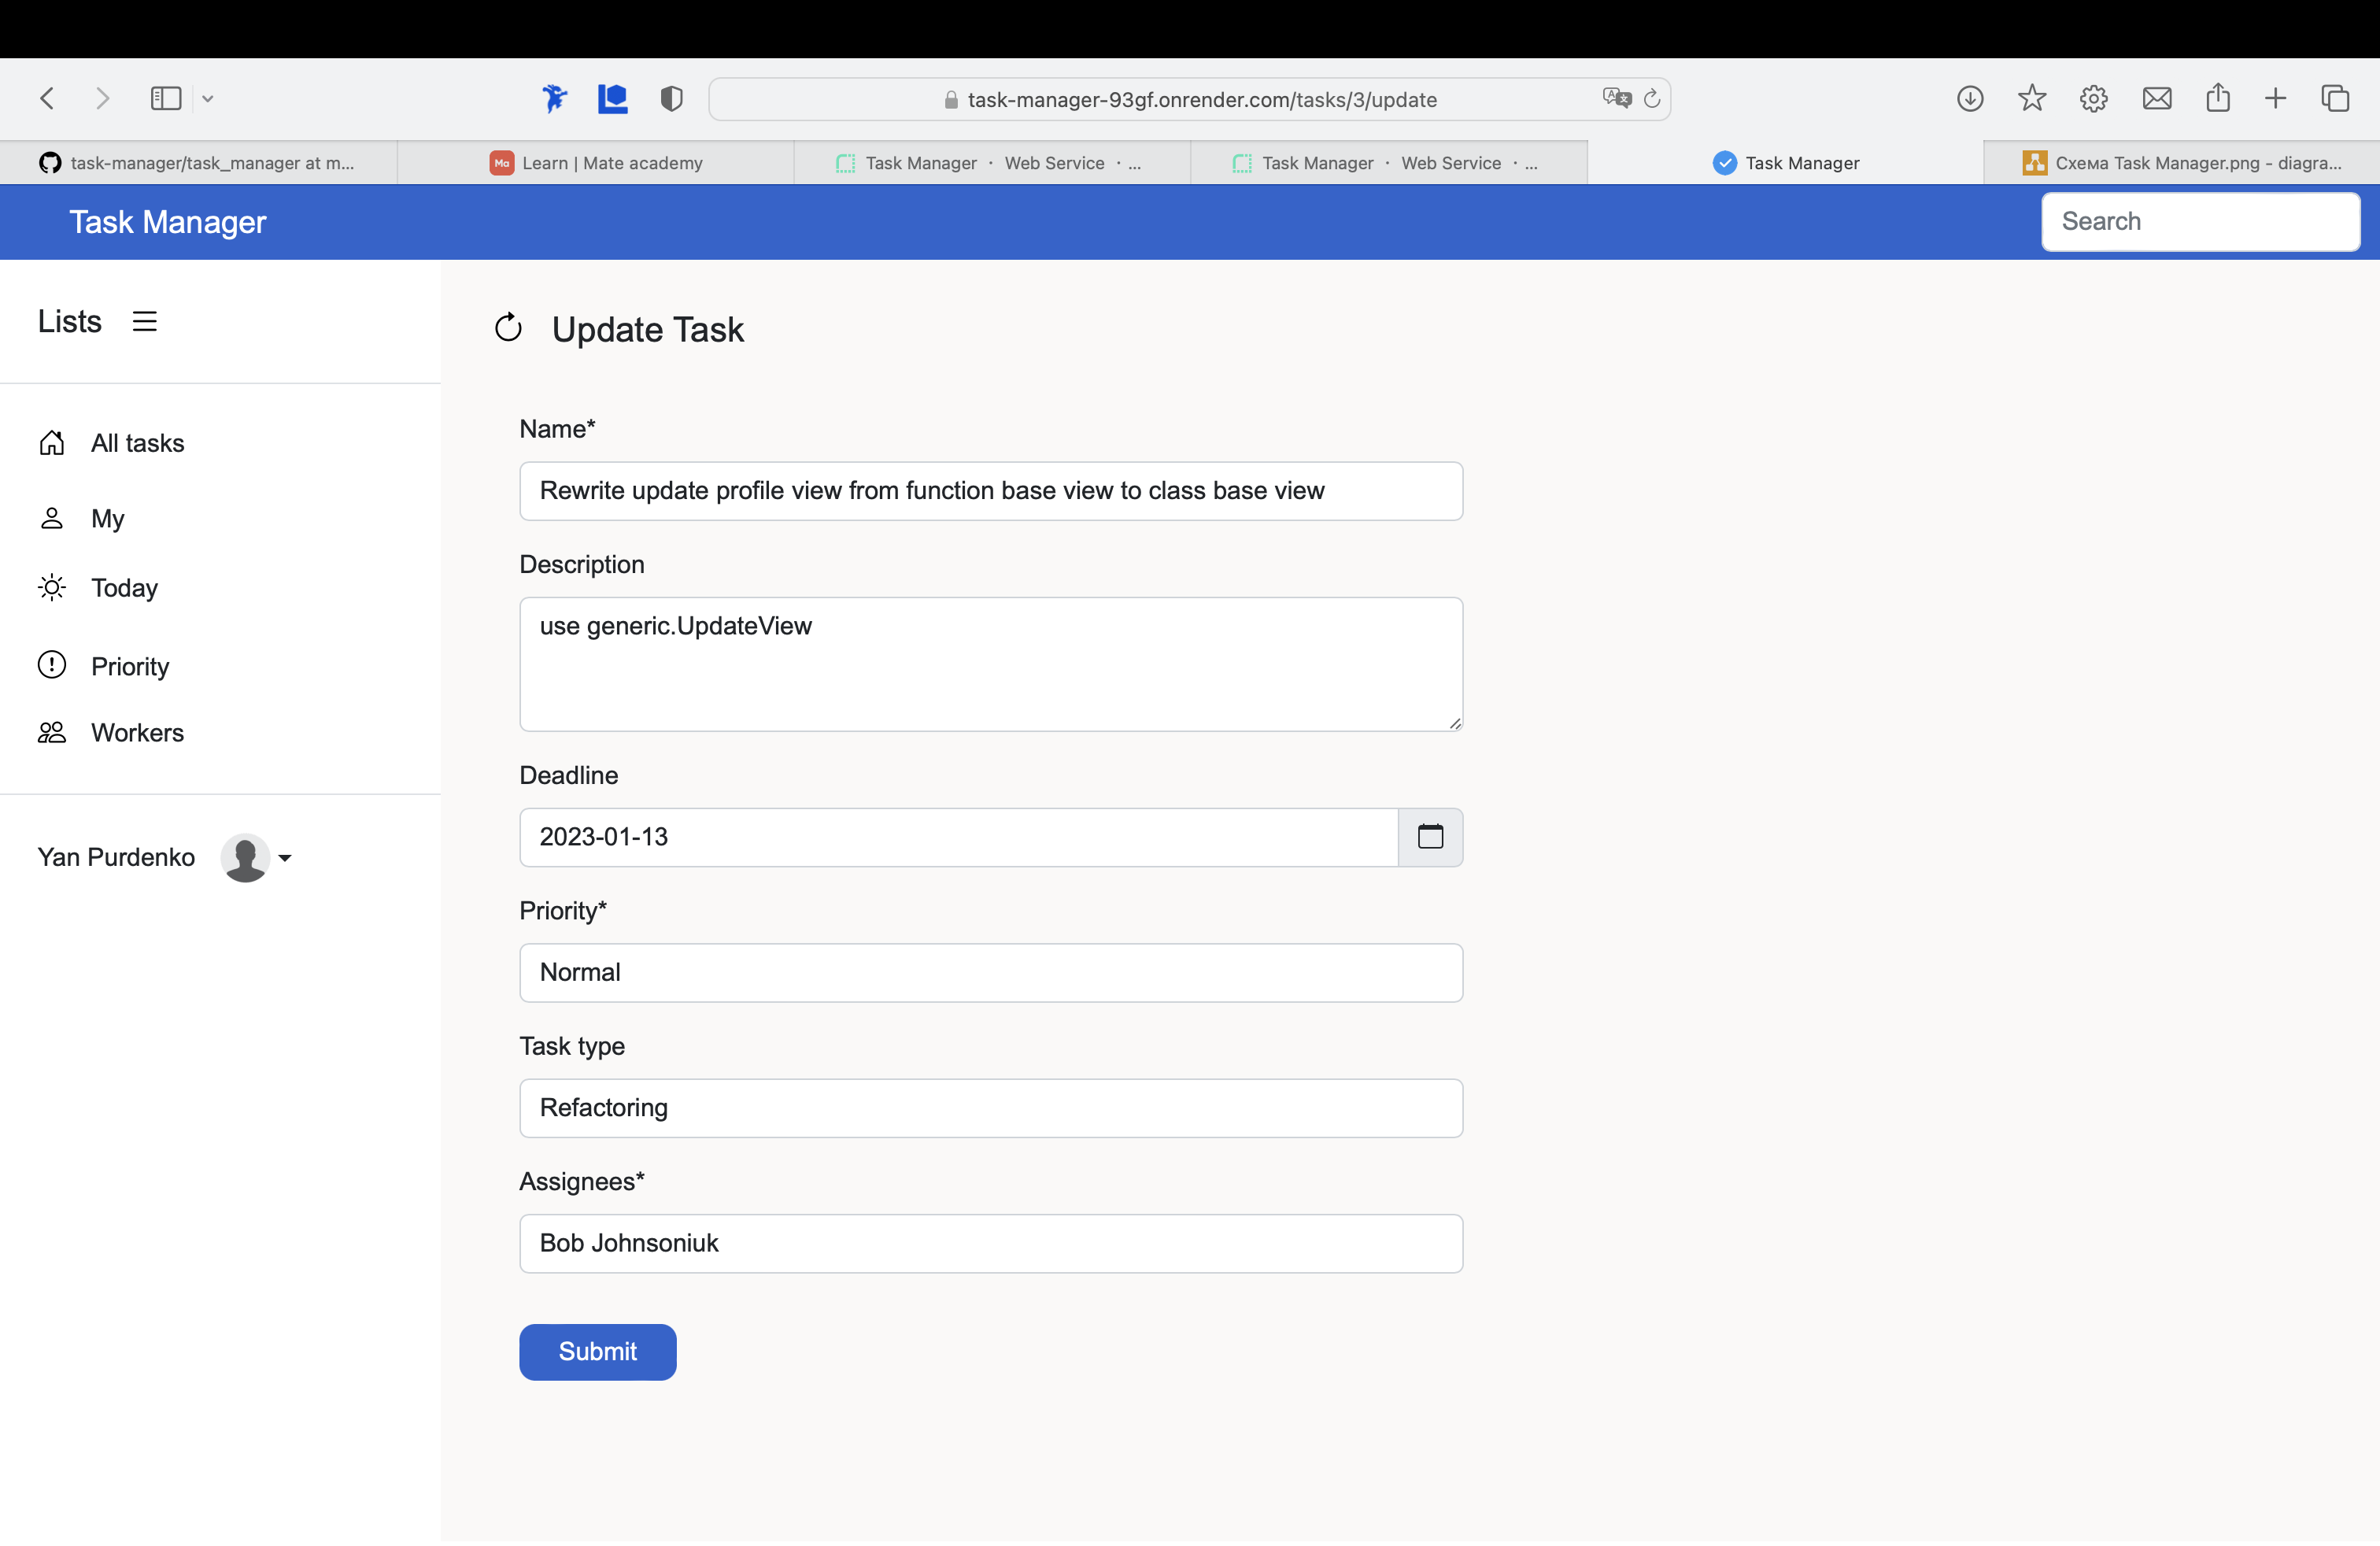 task-manager-93gf.onrender.com/tasks/3/update
task-manager/task_manager at m...
Ma
Learn | Mate academy
Task Manager · Web Service · ...
Task Manager · Web Service · ...
Task Manager
Схема Task Manager.png - diagra...
Task Manager
Search
Lists
All tasks
My
Today
Priority
Workers
Yan Purdenko
Update Task
Name*
Rewrite update profile view from function base view to class base view
Description
use generic.UpdateView
Deadline
2023-01-13
Priority*
Normal
Task type
Refactoring
Assignees*
Bob Johnsoniuk
Submit